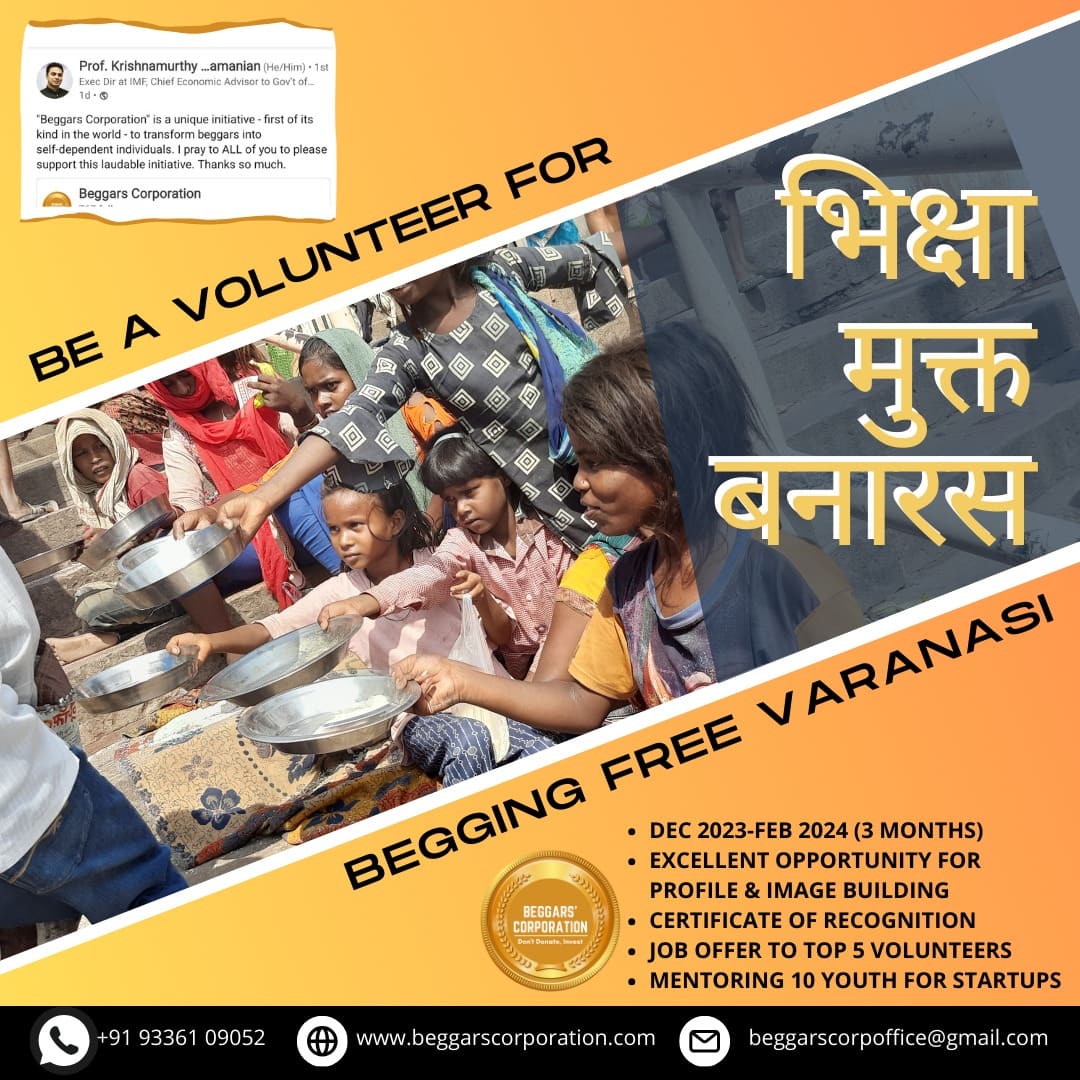 Prof. Krishnamurthy ...amanian (He/Him) • 1st
Exec Dir at IMF, Chief Economic Advisor to Gov't of...
1d •
"Beggars Corporation" is a unique initiative - first of its
kind in the world - to transform beggars into
self-dependent individuals. I pray to ALL of you to please
support this laudable initiative. Thanks so much.
Beggars Corporation
BE A VOLUNTEER FOR
भिक्षा
मुक्त
बनारस
BEGGING FREE VARANASI
BEGGARS'
CORPORATION
Don't Donate, Invest
• DEC 2023-FEB 2024 (3 MONTHS)
• EXCELLENT OPPORTUNITY FOR
PROFILE & IMAGE BUILDING
• CERTIFICATE OF RECOGNITION
• JOB OFFER TO TOP 5 VOLUNTEERS
• MENTORING 10 YOUTH FOR STARTUPS
+91 93361 09052
www.beggarscorporation.com
beggarscorpoffice@gmail.com